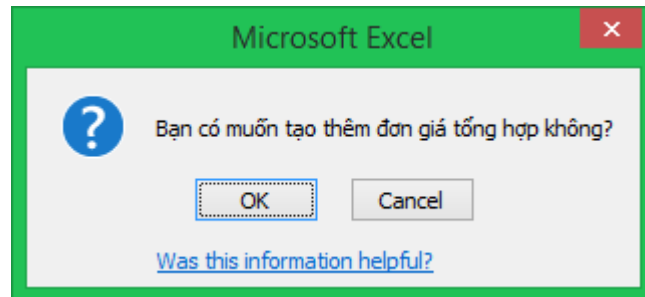 Microsoft Excel
Bạn có muốn tạo thêm đơn giá tổng hợp không?
OK
Cancel
Was this information helpful?